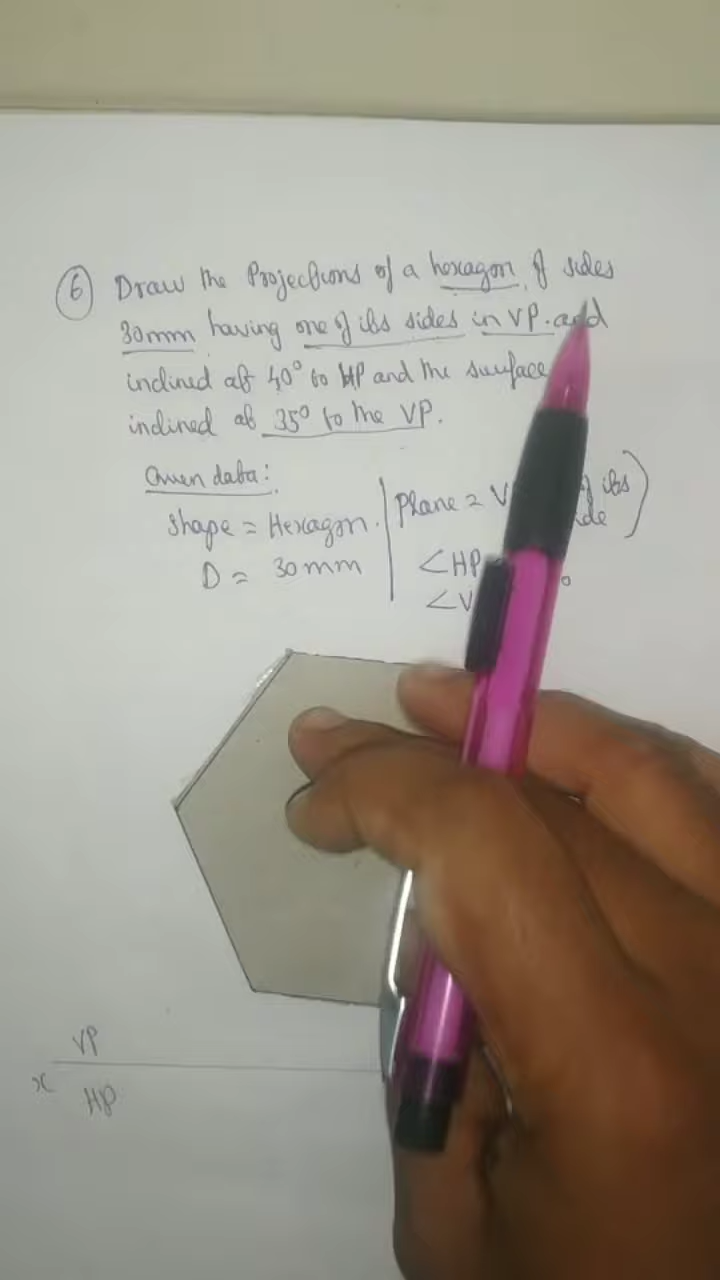 6 Draw the Projections of a hexagon of sides
30mm having one of its sides in VP. and
inclined at 40° to HP and the surface
inclined at 35° to the VP.
Given data:
Shape = Hexagon.
D = 30mm
Plane = V its
∠HP
∠V °
VP
x
HP